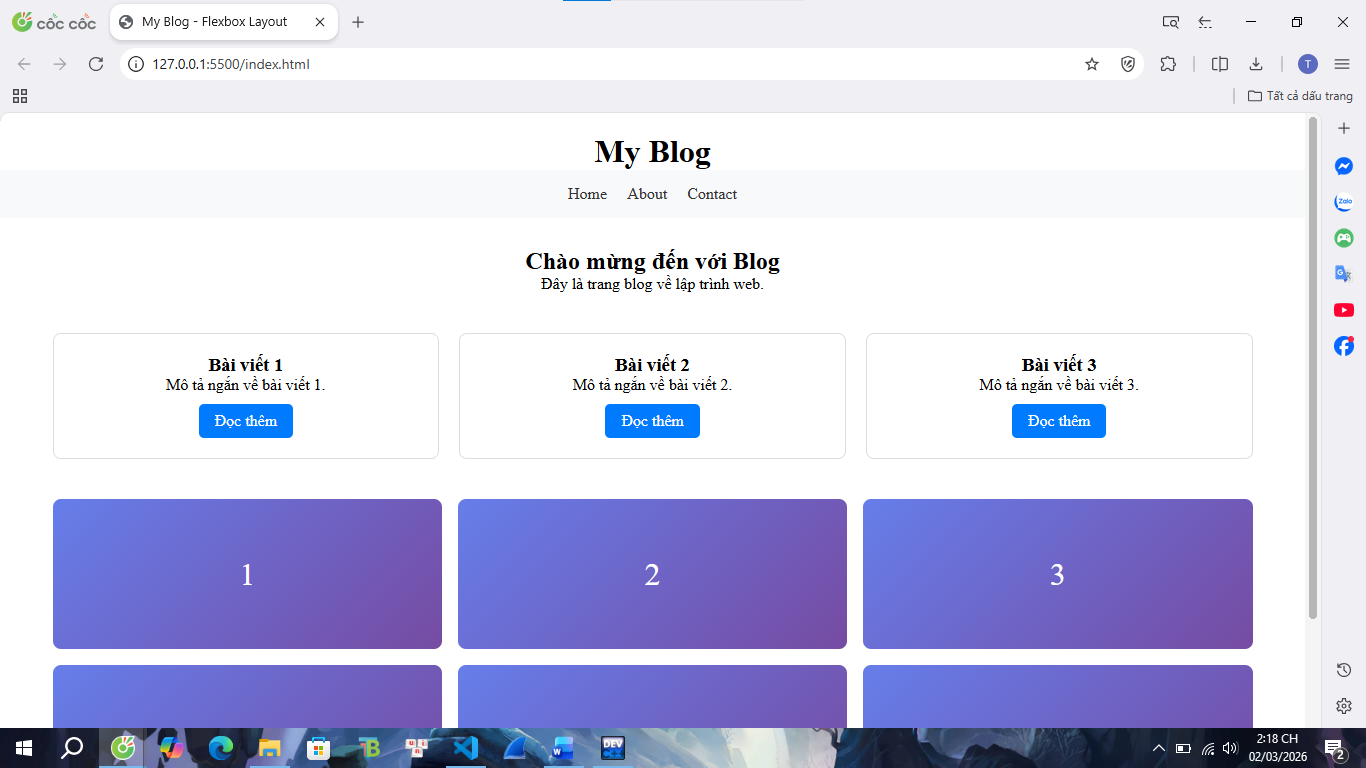 cốc cốc
My Blog - Flexbox Layout
127.0.0.1:5500/index.html
T
Tất cả dấu trang
My Blog
Home About Contact
Chào mừng đến với Blog
Đây là trang blog về lập trình web.
Bài viết 1
Mô tả ngắn về bài viết 1.
Đọc thêm
Bài viết 2
Mô tả ngắn về bài viết 2.
Đọc thêm
Bài viết 3
Mô tả ngắn về bài viết 3.
Đọc thêm
1
2
3
Zalo
DEV
2:18 CH
02/03/2026
2